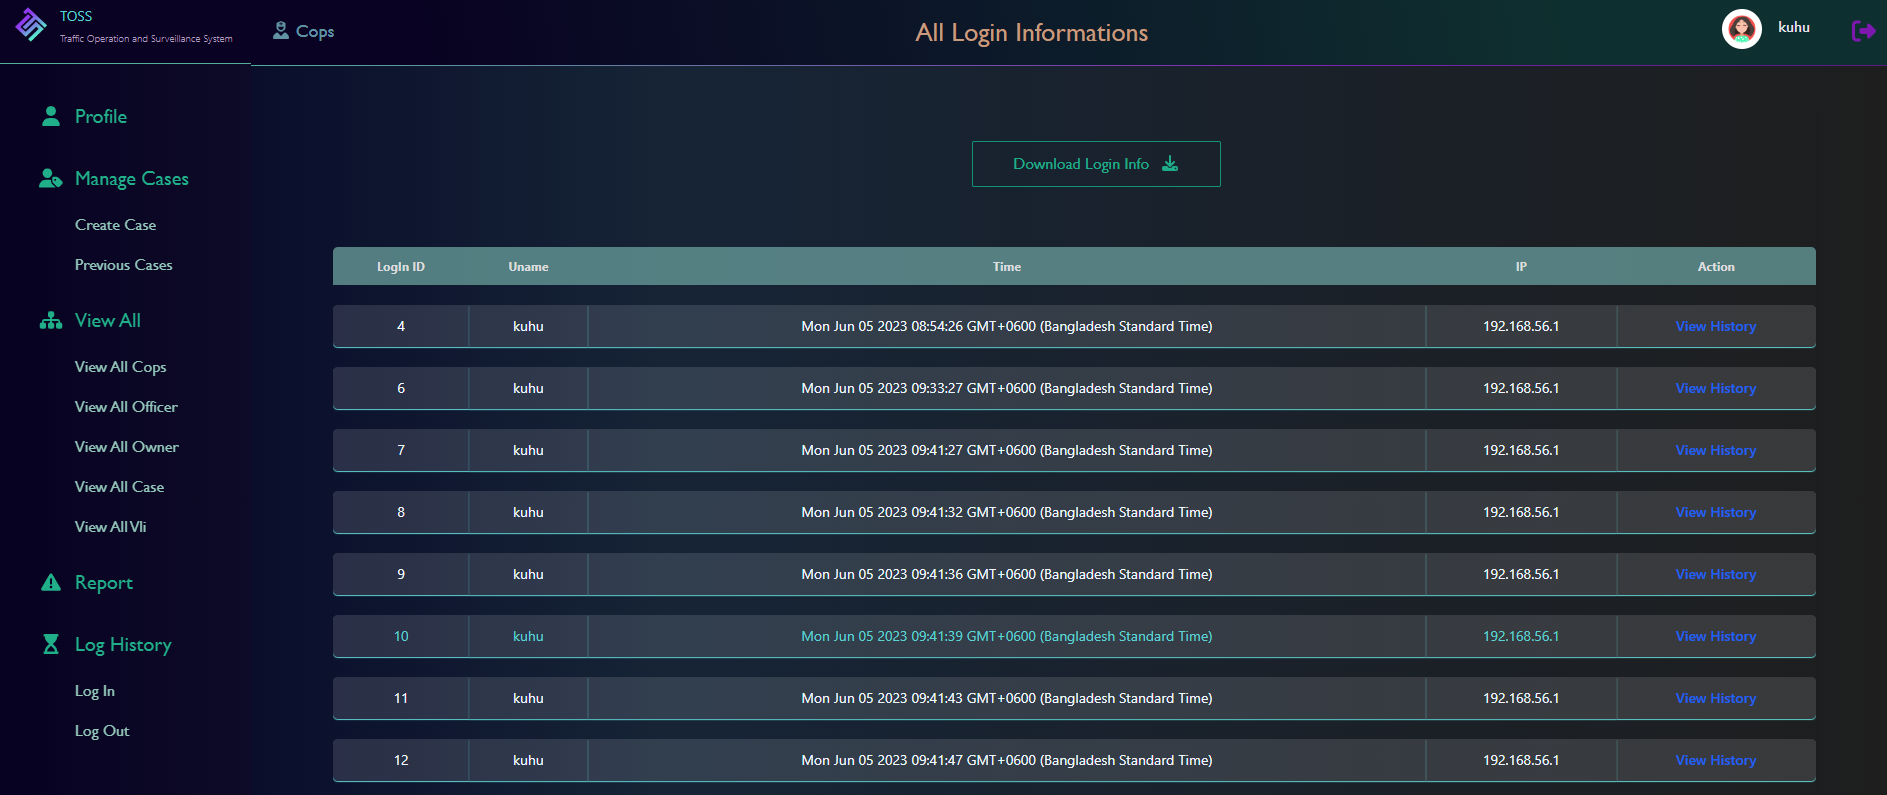 TOSS
Traffic Operation and Surveillance System
Cops
All Login Informations
kuhu
Profile
Manage Cases
Create Case
Previous Cases
View All
View All Cops
View All Officer
View All Owner
View All Case
View All Vli
Report
Log History
Log In
Log Out
Download Login Info
LogIn ID Uname Time IP Action
4 kuhu Mon Jun 05 2023 08:54:26 GMT+0600 (Bangladesh Standard Time) 192.168.56.1 View History
6 kuhu Mon Jun 05 2023 09:33:27 GMT+0600 (Bangladesh Standard Time) 192.168.56.1 View History
7 kuhu Mon Jun 05 2023 09:41:27 GMT+0600 (Bangladesh Standard Time) 192.168.56.1 View History
8 kuhu Mon Jun 05 2023 09:41:32 GMT+0600 (Bangladesh Standard Time) 192.168.56.1 View History
9 kuhu Mon Jun 05 2023 09:41:36 GMT+0600 (Bangladesh Standard Time) 192.168.56.1 View History
10 kuhu Mon Jun 05 2023 09:41:39 GMT+0600 (Bangladesh Standard Time) 192.168.56.1 View History
11 kuhu Mon Jun 05 2023 09:41:43 GMT+0600 (Bangladesh Standard Time) 192.168.56.1 View History
12 kuhu Mon Jun 05 2023 09:41:47 GMT+0600 (Bangladesh Standard Time) 192.168.56.1 View History